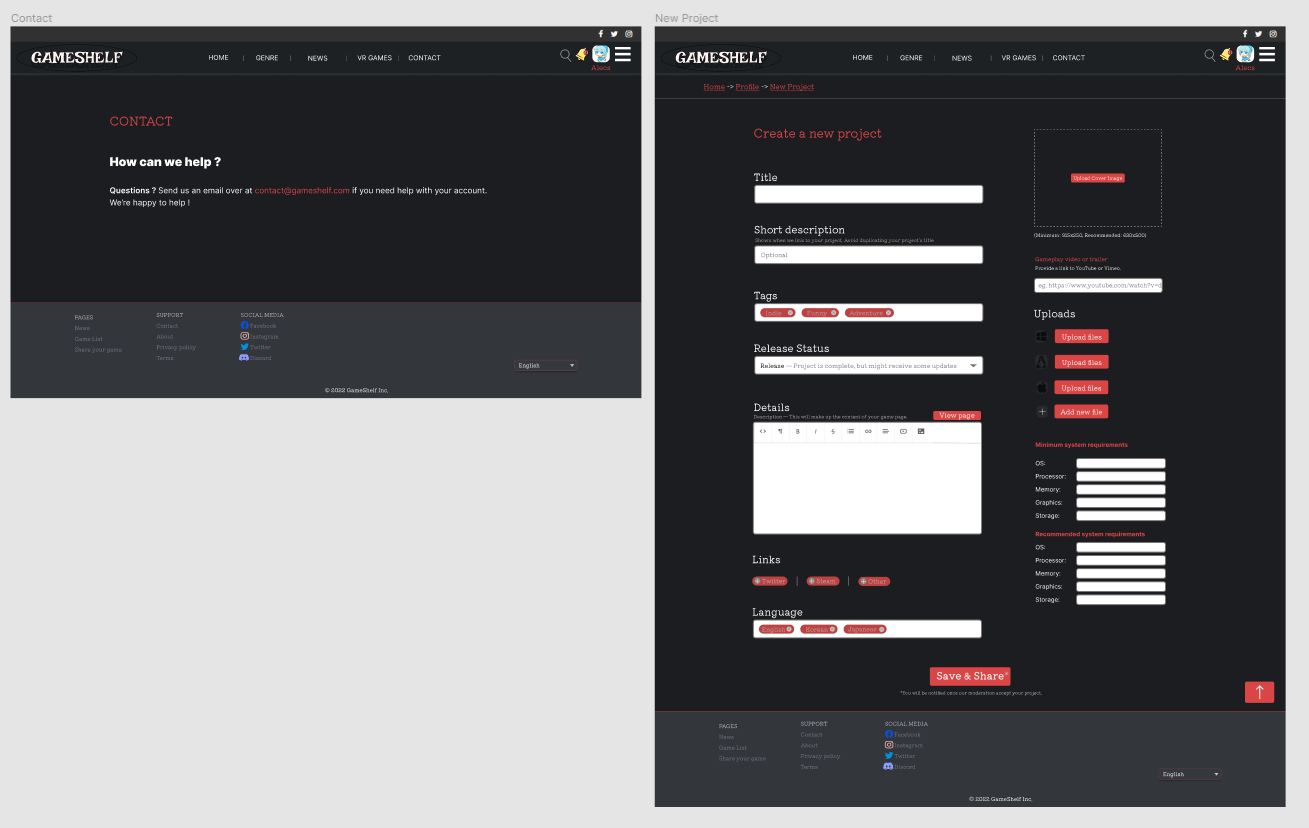 Contact
GAMESHELF
HOME | GENRE | NEWS | VR GAMES | CONTACT
Alecs
CONTACT
How can we help ?
Questions ? Send us an email over at contact@gameshelf.com if you need help with your account.
We're happy to help !
PAGES
News
Game List
Share your game
SUPPORT
Contact
About
Privacy policy
Terms
SOCIAL MEDIA
Facebook
Instagram
Twitter
Discord
English
© 2022 GameShelf Inc.
New Project
GAMESHELF
HOME | GENRE | NEWS | VR GAMES | CONTACT
Alecs
Home -> Profile -> New Project
Create a new project
Title
Short description
Shown when we link to your project. Avoid duplicating your project's title
Optional
Tags
Indie Funny Adventure
Release Status
Release — Project is complete, but might receive some updates
Details
Description — This will make up the content of your game page.
View page
Links
Twitter | Steam | Other
Language
English Korean Japanese
Upload Cover Image
(Minimum: 315x250, Recommended: 630x500)
Gameplay video or trailer
Provide a link to YouTube or Vimeo.
eg. https://www.youtube.com/watch?v=d
Uploads
Upload files
Upload files
Upload files
Add new file
Minimum system requirements
OS:
Processor:
Memory:
Graphics:
Storage:
Recommended system requirements
OS:
Processor:
Memory:
Graphics:
Storage:
Save & Share*
*You will be notified once our moderation accept your project.
PAGES
News
Game List
Share your game
SUPPORT
Contact
About
Privacy policy
Terms
SOCIAL MEDIA
Facebook
Instagram
Twitter
Discord
English
© 2022 GameShelf Inc.